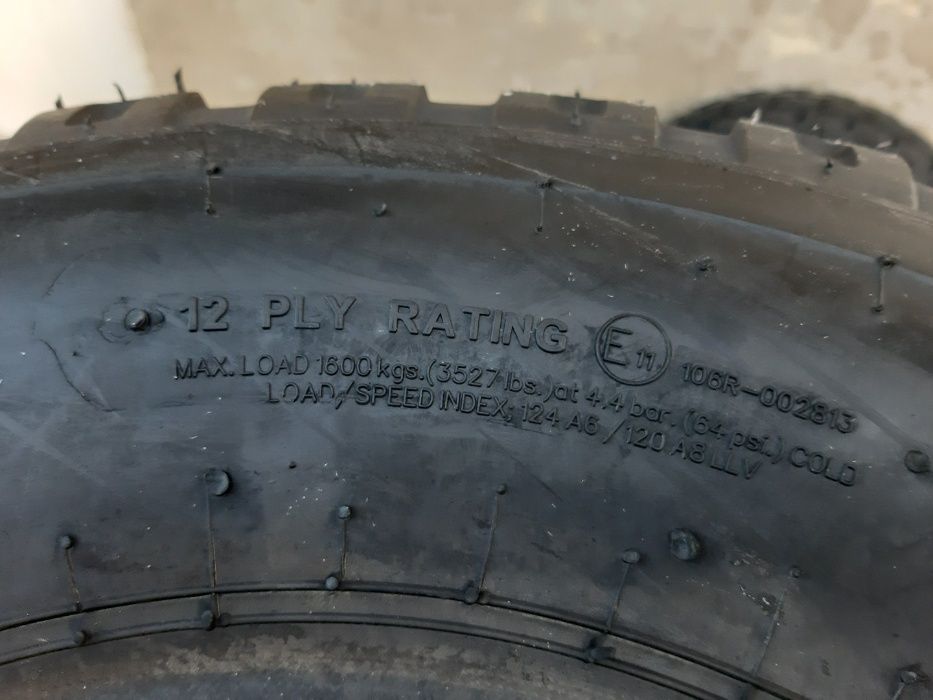 12 PLY RATING E11 106R-002813
MAX. LOAD 1600 kgs.(3527 lbs.)at 4.4 bar. (64 psi.) COLD
LOAD/SPEED INDEX; 124 A6 / 120 A8 LLV